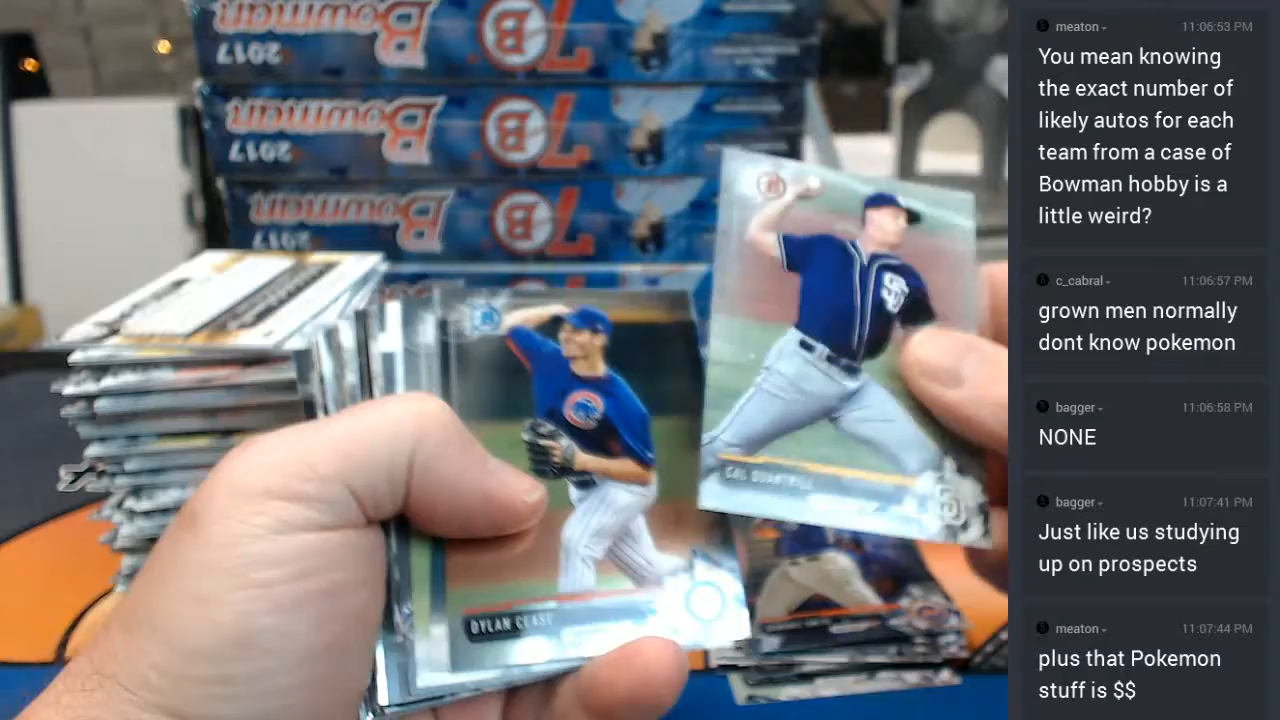 Bowman
2017
7B
Bowman
2017
7B
Bowman
2017
7B
CAL QUANTRILL
DYLAN CEASE
meaton
11:06:53 PM
You mean knowing
the exact number of
likely autos for each
team from a case of
Bowman hobby is a
little weird?
c_cabral
11:06:57 PM
grown men normally
dont know pokemon
bagger
11:06:58 PM
NONE
bagger
11:07:41 PM
Just like us studying
up on prospects
meaton
11:07:44 PM
plus that Pokemon
stuff is $$